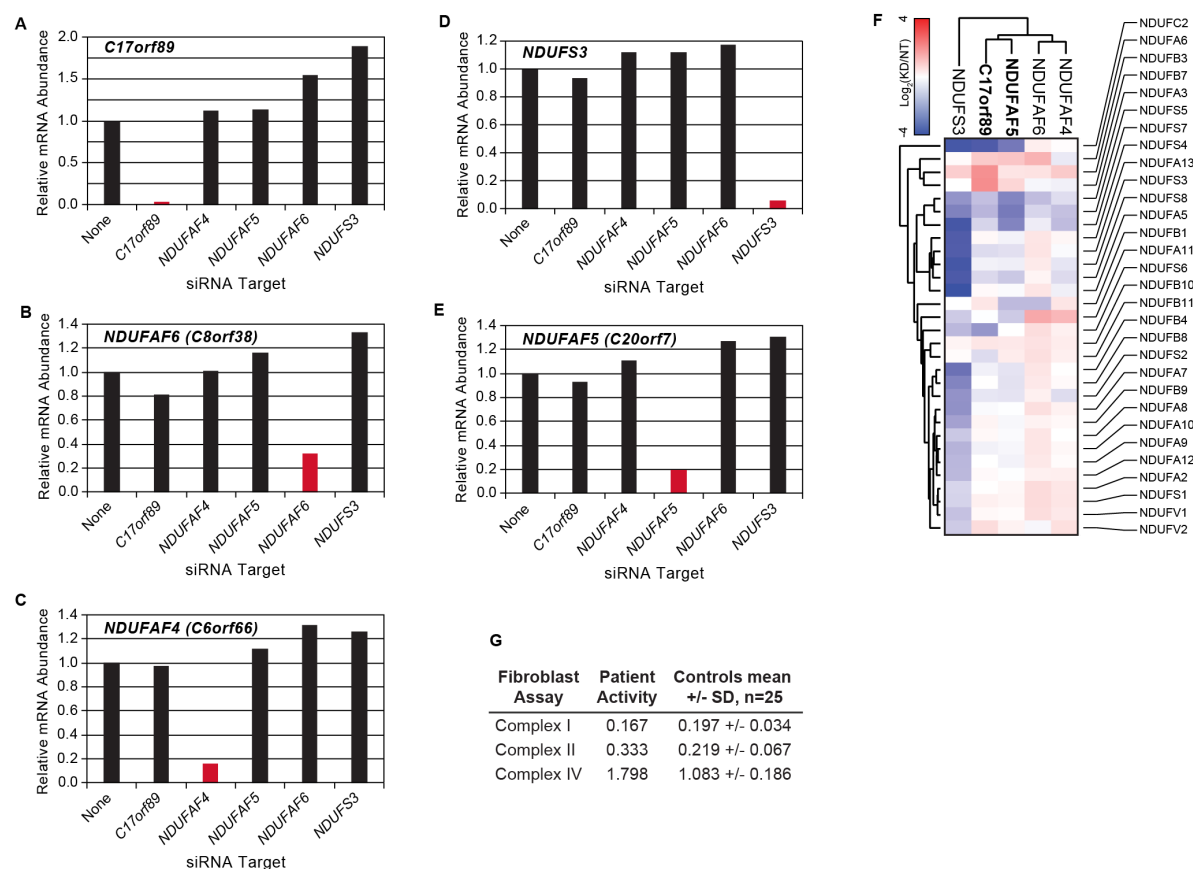 A
C17orf89
Relative mRNA Abundance
2.0
1.5
1.0
0.5
0.0
None
C17orf89
NDUFAF4
NDUFAF5
NDUFAF6
NDUFS3
siRNA Target
B
NDUFAF6 (C8orf38)
Relative mRNA Abundance
1.4
1.2
1.0
0.8
0.6
0.4
0.2
0.0
None
C17orf89
NDUFAF4
NDUFAF5
NDUFAF6
NDUFS3
siRNA Target
C
NDUFAF4 (C6orf66)
Relative mRNA Abundance
1.4
1.2
1.0
0.8
0.6
0.4
0.2
0.0
None
C17orf89
NDUFAF4
NDUFAF5
NDUFAF6
NDUFS3
siRNA Target
D
NDUFS3
Relative mRNA Abundance
1.2
1.0
0.8
0.6
0.4
0.2
0.0
None
C17orf89
NDUFAF4
NDUFAF5
NDUFAF6
NDUFS3
siRNA Target
E
NDUFAF5 (C20orf7)
Relative mRNA Abundance
1.4
1.2
1.0
0.8
0.6
0.4
0.2
0.0
None
C17orf89
NDUFAF4
NDUFAF5
NDUFAF6
NDUFS3
siRNA Target
F
4
Log2(KD/NT)
-4
NDUFS3
C17orf89
NDUFAF5
NDUFAF6
NDUFAF4
NDUFC2
NDUFA6
NDUFB3
NDUFB7
NDUFA3
NDUFS5
NDUFS7
NDUFS4
NDUFA13
NDUFS3
NDUFS8
NDUFA5
NDUFB1
NDUFA11
NDUFS6
NDUFB10
NDUFB11
NDUFB4
NDUFB8
NDUFS2
NDUFA7
NDUFB9
NDUFA8
NDUFA10
NDUFA9
NDUFA12
NDUFA2
NDUFS1
NDUFV1
NDUFV2
G
Fibroblast Patient Controls mean
Assay Activity +/- SD, n=25
Complex I 0.167 0.197 +/- 0.034
Complex II 0.333 0.219 +/- 0.067
Complex IV 1.798 1.083 +/- 0.186